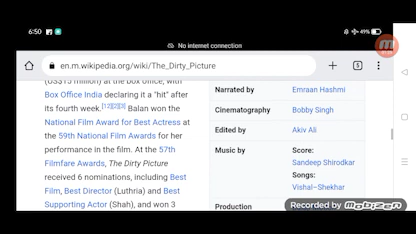 6:50
49%
No internet connection
en.m.wikipedia.org/wiki/The_Dirty_Picture
5
(US$15 million) at the box office, with
Box Office India declaring it a "hit" after
its fourth week.[12][2][3] Balan won the
National Film Award for Best Actress at
the 59th National Film Awards for her
performance in the film. At the 57th
Filmfare Awards, The Dirty Picture
received 6 nominations, including Best
Film, Best Director (Luthria) and Best
Supporting Actor (Shah), and won 3
Narrated by Emraan Hashmi
Cinematography Bobby Singh
Edited by Akiv Ali
Music by Score:
Sandeep Shirodkar
Songs:
Vishal–Shekhar
Production
Recorded by Mobizen